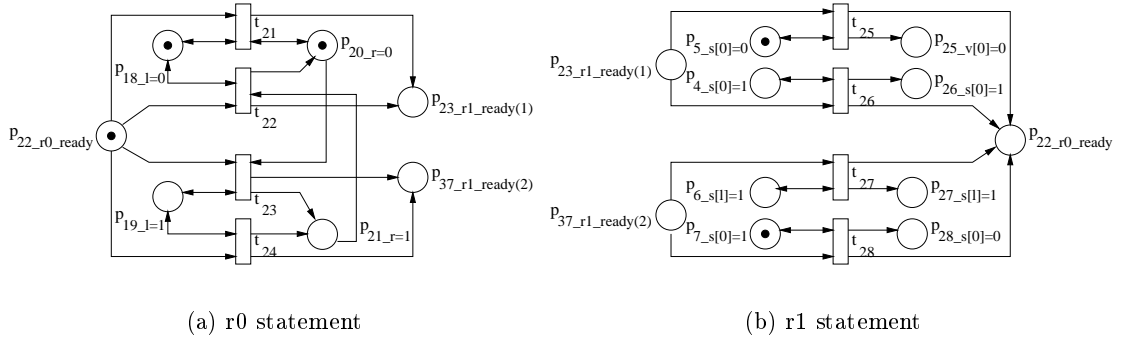 t21
p18_l=0
p20_r=0
p23_r1_ready(1)
t22
p22_r0_ready
p37_r1_ready(2)
t23
p19_l=1
p21_r=1
t24
(a) r0 statement
t25
p5_s[0]=0
p25_v[0]=0
p23_r1_ready(1)
p4_s[0]=1
p26_s[0]=1
t26
p22_r0_ready
t27
p6_s[l]=1
p27_s[l]=1
p37_r1_ready(2)
p7_s[0]=1
p28_s[0]=0
t28
(b) r1 statement